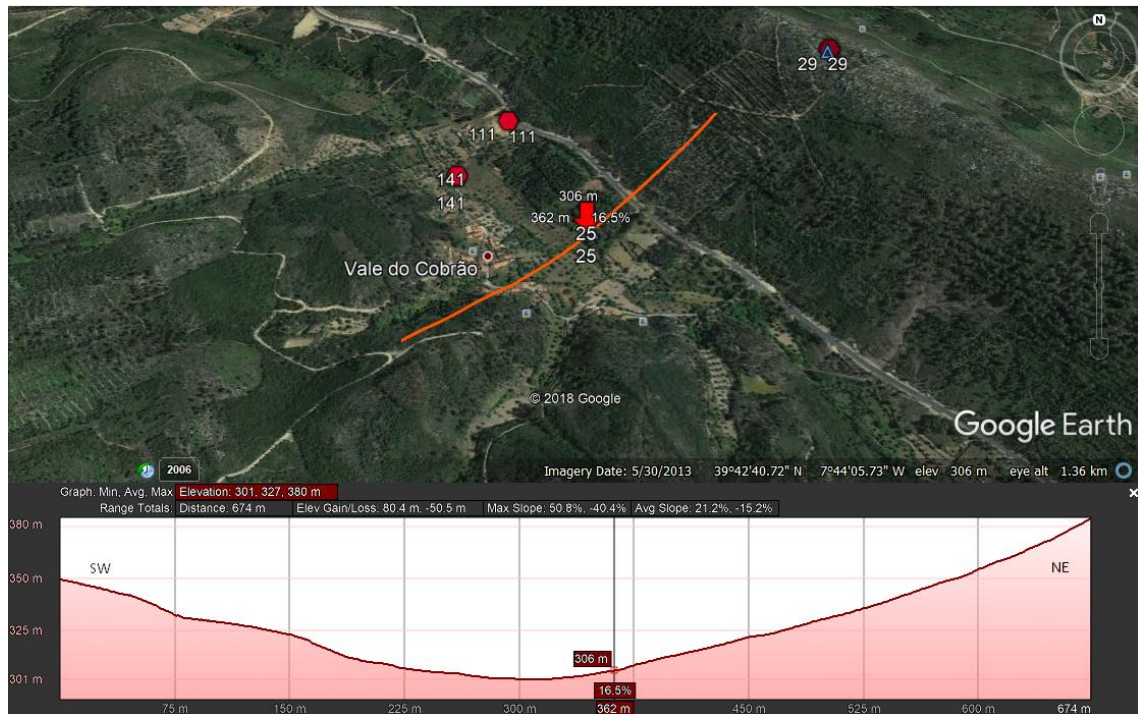 N
29 29
111 111
141
141
306 m
362 m 16.5%
25
25
Vale do Cobrão
© 2018 Google
Google Earth
2006
Imagery Date: 5/30/2013 39º42'40.72" N 7º44'05.73" W elev 306 m eye alt 1.36 km
Graph: Min, Avg, Max Elevation: 301, 327, 380 m
Range Totals: Distance: 674 m Elev Gain/Loss: 80.4 m, -50.5 m Max Slope: 50.8%, -40.4% Avg Slope: 21.2%, -15.2%
380 m
SW NE
350 m
325 m
306 m
301 m
16.5%
75 m 150 m 225 m 300 m 362 m 450 m 525 m 600 m 674 m